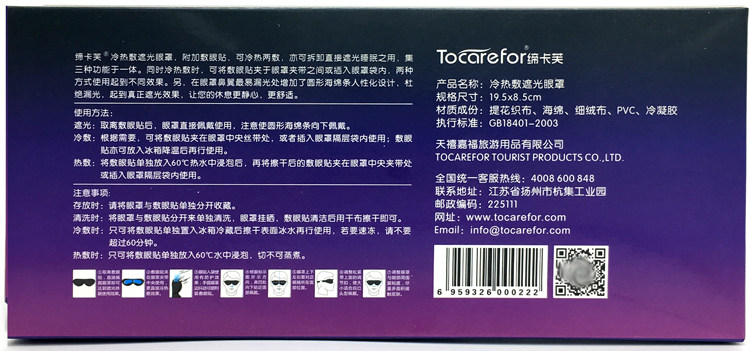 缔卡芙®冷热敷遮光眼罩，附加敷眼贴，可冷热两敷，亦可拆卸直接遮光睡眠之用，集
三种功能于一体。同时冷热敷时，可将敷眼贴夹于眼罩夹带之间或插入眼罩袋内，两种
方式使用起到不同效果。另，在眼罩鼻翼最易漏光处增加了圆形海绵条人性化设计，杜
绝漏光，起到真正遮光效果，让您的休息更静心，更舒适。
使用方法：
遮光：取离敷眼贴后，眼罩直接佩戴使用，注意使圆形海绵条向下佩戴。
冷敷：根据需要，可将敷眼贴夹在眼罩中央丝带处，或者插入眼罩隔层袋内使用；敷眼
贴亦可放入冰箱降温后再行使用。
热敷：将敷眼贴单独放入60℃热水中浸泡后，再将擦干后的敷眼贴夹在眼罩中央夹带处
或插入眼罩隔层袋内使用。
注意事项：
存放时：请将眼罩与敷眼贴单独分开收藏。
清洗时：将眼罩与敷眼贴分开来单独清洗，眼罩挂晒，敷眼贴清洁后用干布擦干即可。
冷敷时：只可将敷眼贴单独置入冰箱冷藏后擦干表面冰水再行使用，若要速冻，请不要
超过60分钟。
热敷时：只可将敷眼贴单独放入60℃水中浸泡，切不可蒸煮。
Tocarefor®缔卡芙
产品名称：冷热敷遮光眼罩
规格尺寸：19.5x8.5cm
材质成份：提花织布、海绵、细绒布、PVC、冷凝胶
执行标准：GB18401-2003
天禧嘉福旅游用品有限公司
TOCAREFOR TOURIST PRODUCTS CO.,LTD.
全国统一客服热线：4008 600 848
联系地址：江苏省扬州市杭集工业园
邮政编码：225111
网址：www.tocarefor.com
Email：info@tocarefor.com
6 959326 000222